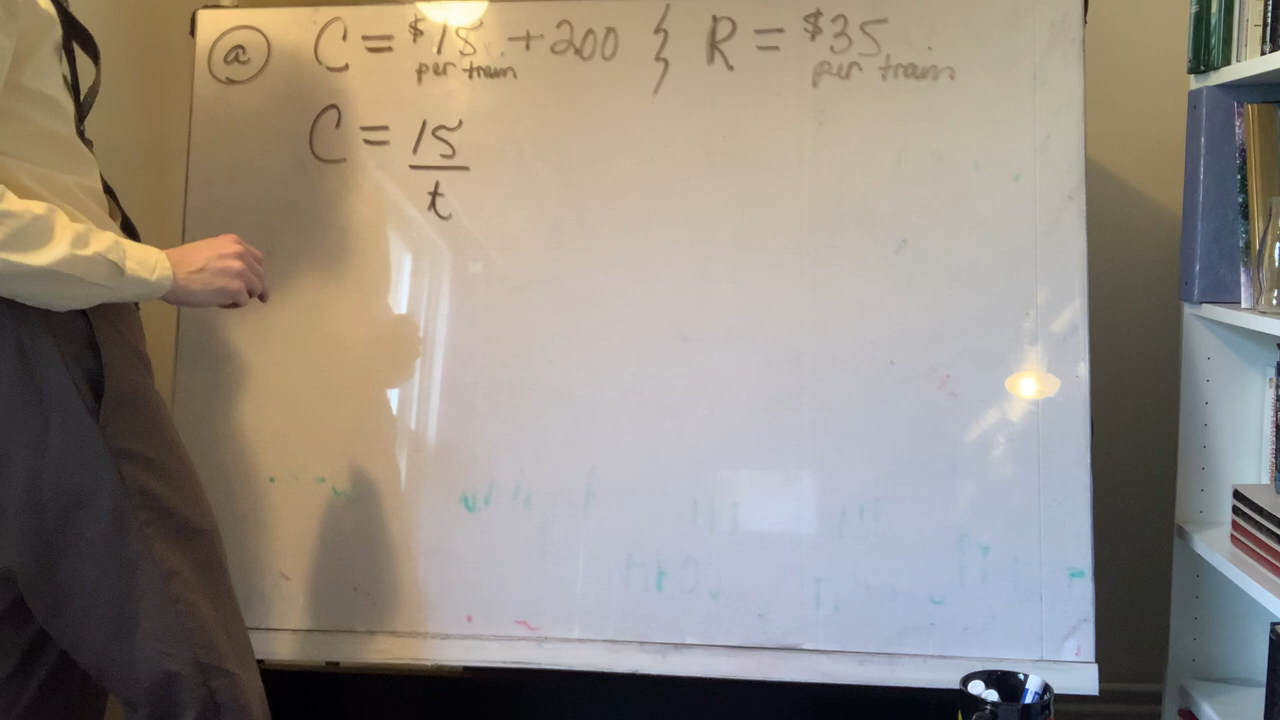 a C = $15 + 200 } R = $35
per train per train
C = 15
t